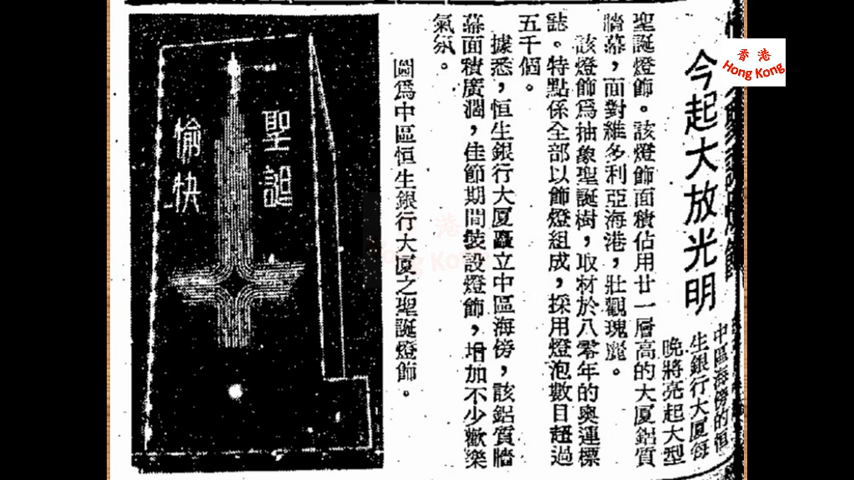 香港
Hong Kong
今起大放光明
中區海傍的恒
生銀行大厦每
晚將亮起大型
聖誕燈飾。該燈飾面積佔用廿一層高的大厦鋁質
牆幕，面對維多利亞海港，壯觀瑰麗。
該燈飾爲抽象聖誕樹，取材於八零年的奧運標
誌。特點係全部以飾燈組成，採用燈泡數目超過
五千個。
據悉，恒生銀行大厦矗立中區海傍，該鋁質牆
幕面積廣濶，佳節期間裝設燈飾，增加不少歡樂
氣氛。
圖爲中區恒生銀行大厦之聖誕燈飾。
聖誕
愉快
香港
Hong Kong